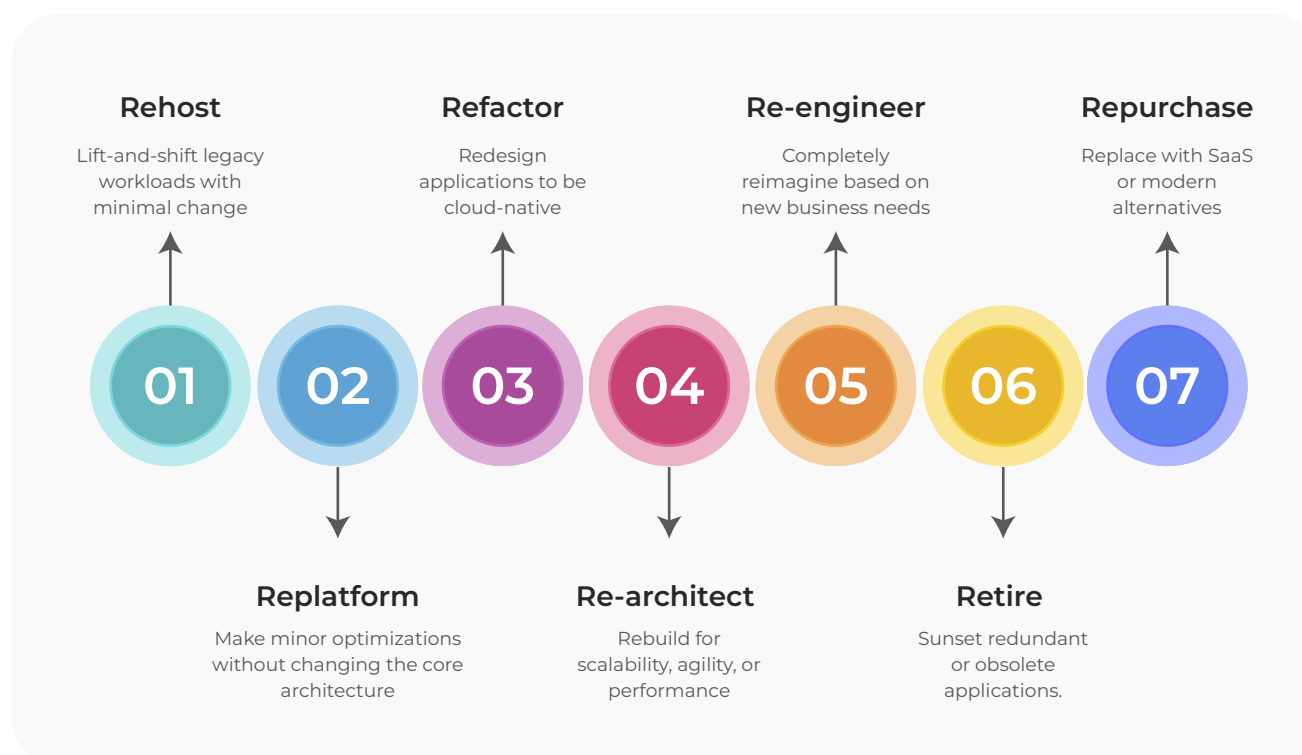 Rehost
Lift-and-shift legacy
workloads with
minimal change
Refactor
Redesign
applications to be
cloud-native
Re-engineer
Completely
reimagine based on
new business needs
Repurchase
Replace with SaaS
or modern
alternatives
01
02
03
04
05
06
07
Replatform
Make minor optimizations
without changing the core
architecture
Re-architect
Rebuild for
scalability, agility, or
performance
Retire
Sunset redundant
or obsolete
applications.